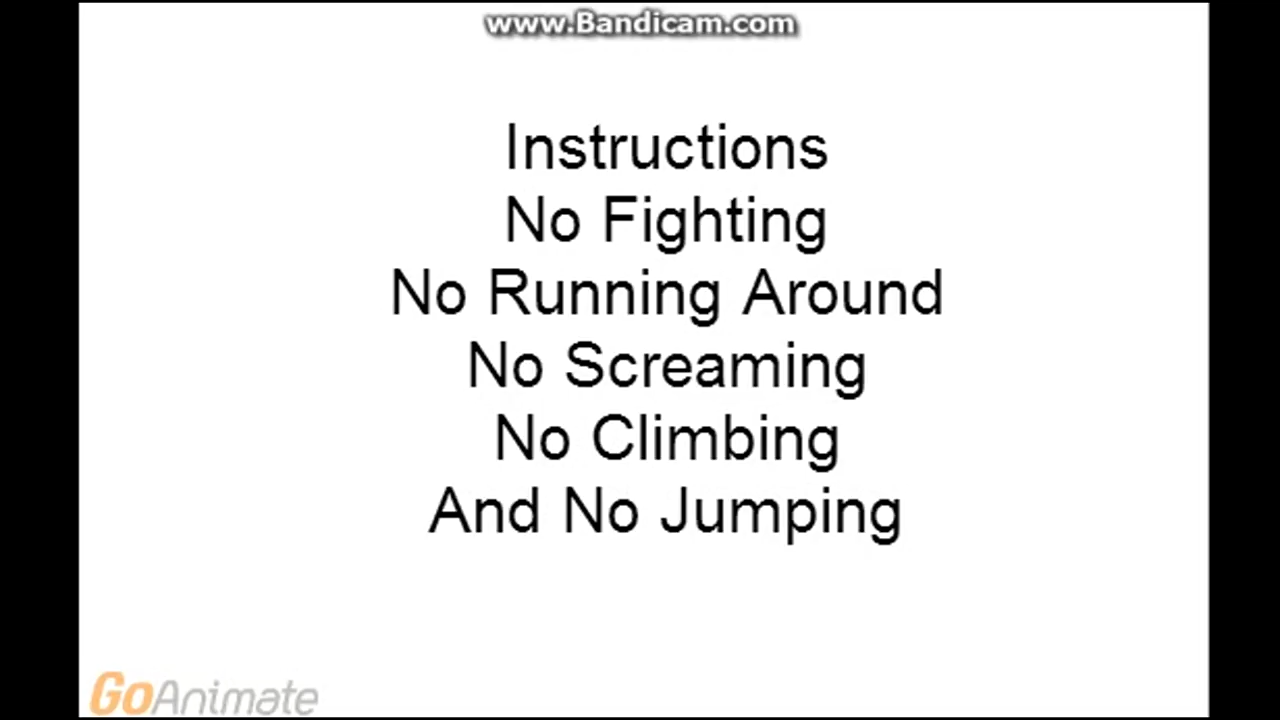 www.Bandicam.com
Instructions
No Fighting
No Running Around
No Screaming
No Climbing
And No Jumping
GoAnimate